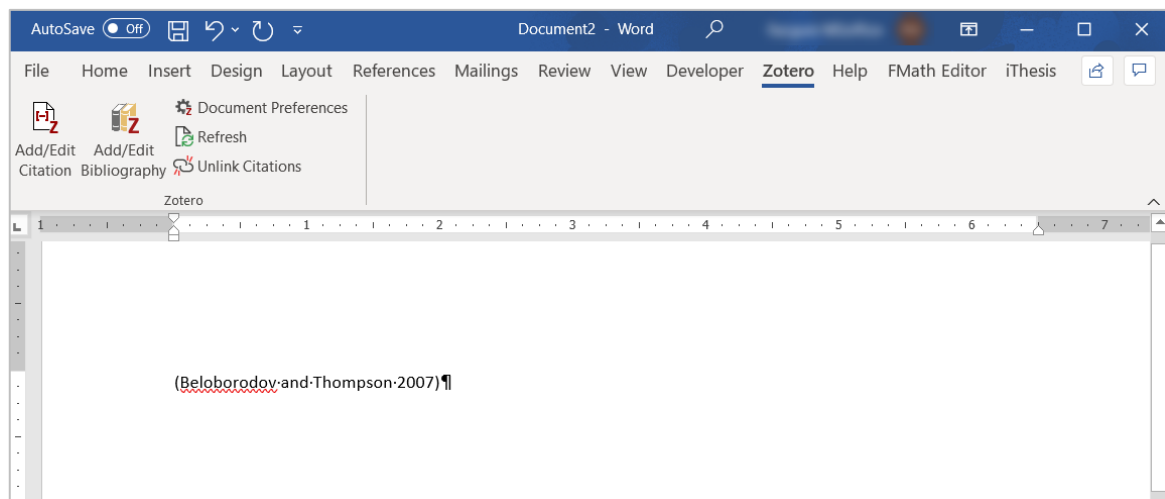 AutoSave Off Document2 - Word
File Home Insert Design Layout References Mailings Review View Developer Zotero Help FMath Editor iThesis
[-]z Z Z Document Preferences
Add/Edit Add/Edit Refresh
Citation Bibliography Unlink Citations
Zotero
L 1 1 2 3 4 5 6 7
(Beloborodov·and·Thompson·2007)¶